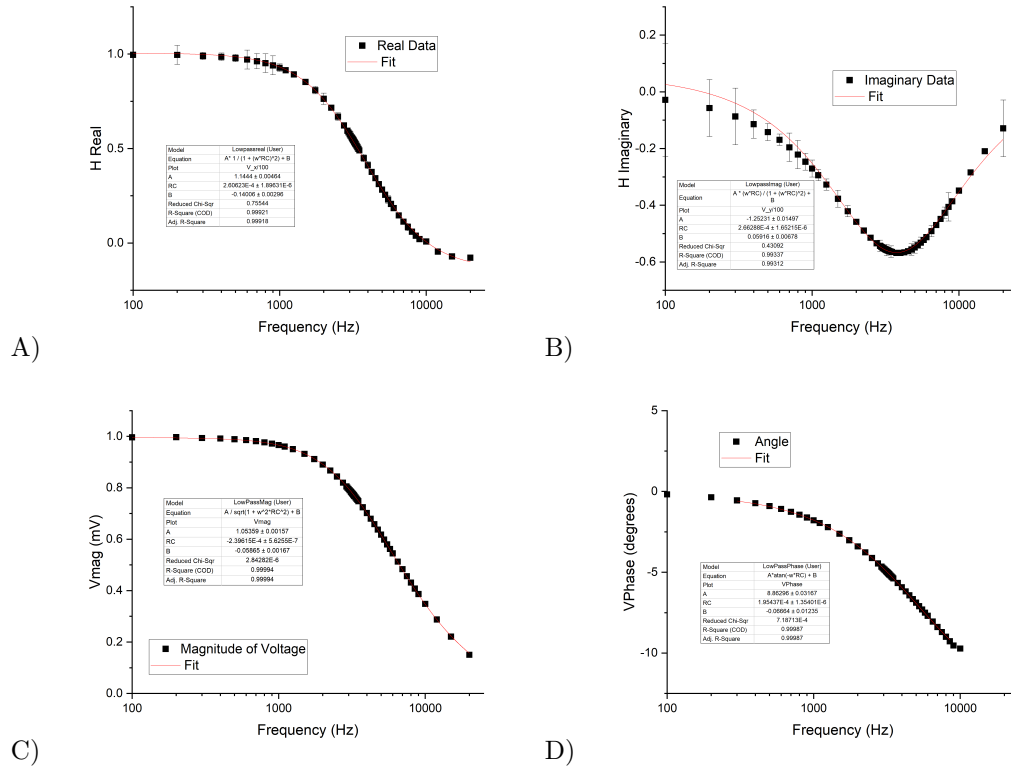 1.0
0.5
0.0
H Real
100
1000
10000
Frequency (Hz)
Real Data
Fit
Model Lowpassreal (User)
Equation A* 1 / (1 + (w*RC)^2) + B
Plot V_x/100
A 1.1444 ± 0.00464
RC 2.60623E-4 ± 1.89631E-6
B -0.14006 ± 0.00296
Reduced Chi-Sqr 0.75544
R-Square (COD) 0.99921
Adj. R-Square 0.99918
A)
0.2
0.0
-0.2
-0.4
-0.6
H Imaginary
100
1000
10000
Frequency (Hz)
Imaginary Data
Fit
Model LowpassImag (User)
Equation A * (w*RC) / (1 + (w*RC)^2) +
B
Plot V_y/100
A -1.25231 ± 0.01497
RC 2.66288E-4 ± 1.65215E-6
B 0.05916 ± 0.00678
Reduced Chi-Sqr 0.43092
R-Square (COD) 0.99337
Adj. R-Square 0.99312
B)
1.0
0.8
0.6
0.4
0.2
0.0
Vmag (mV)
100
1000
10000
Frequency (Hz)
Model LowPassMag (User)
Equation A / sqrt(1 + w^2*RC^2) + B
Plot Vmag
A 1.05359 ± 0.00157
RC -2.39615E-4 ± 5.6255E-7
B -0.05865 ± 0.00167
Reduced Chi-Sqr 2.84282E-6
R-Square (COD) 0.99994
Adj. R-Square 0.99994
Magnitude of Voltage
Fit
C)
5
0
-5
-10
VPhase (degrees)
100
1000
10000
Frequency (Hz)
Angle
Fit
Model LowPassPhase (User)
Equation A*atan(-w*RC) + B
Plot VPhase
A 8.86296 ± 0.03167
RC 1.95437E-4 ± 1.35401E-6
B -0.06664 ± 0.01235
Reduced Chi-Sqr 7.18713E-4
R-Square (COD) 0.99987
Adj. R-Square 0.99987
D)